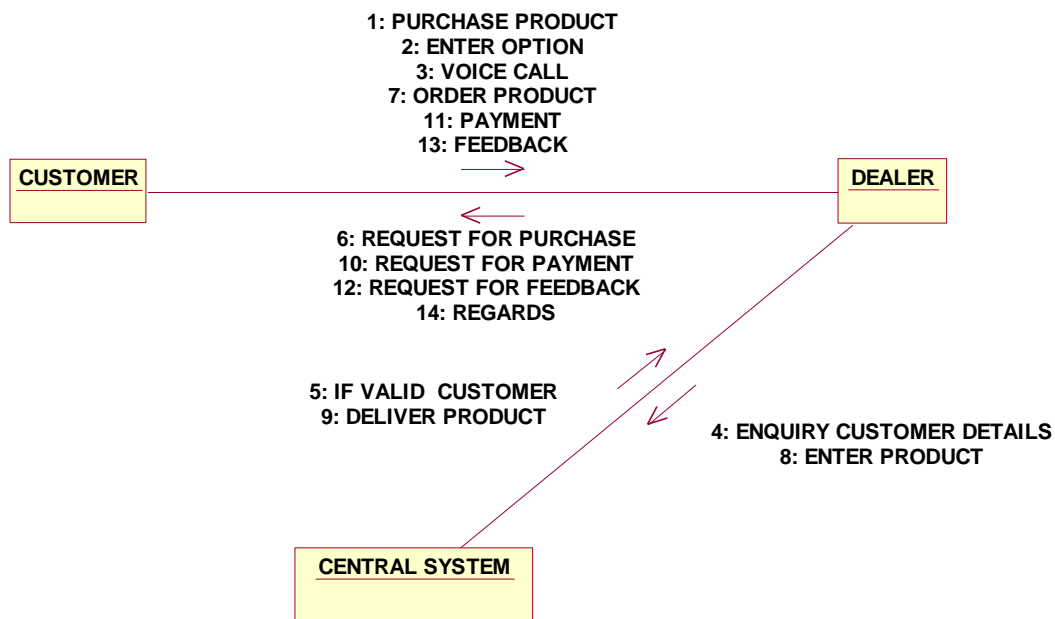 1: PURCHASE PRODUCT
2: ENTER OPTION
3: VOICE CALL
7: ORDER PRODUCT
11: PAYMENT
13: FEEDBACK
CUSTOMER
DEALER
6: REQUEST FOR PURCHASE
10: REQUEST FOR PAYMENT
12: REQUEST FOR FEEDBACK
14: REGARDS
5: IF VALID CUSTOMER
9: DELIVER PRODUCT
4: ENQUIRY CUSTOMER DETAILS
8: ENTER PRODUCT
CENTRAL SYSTEM